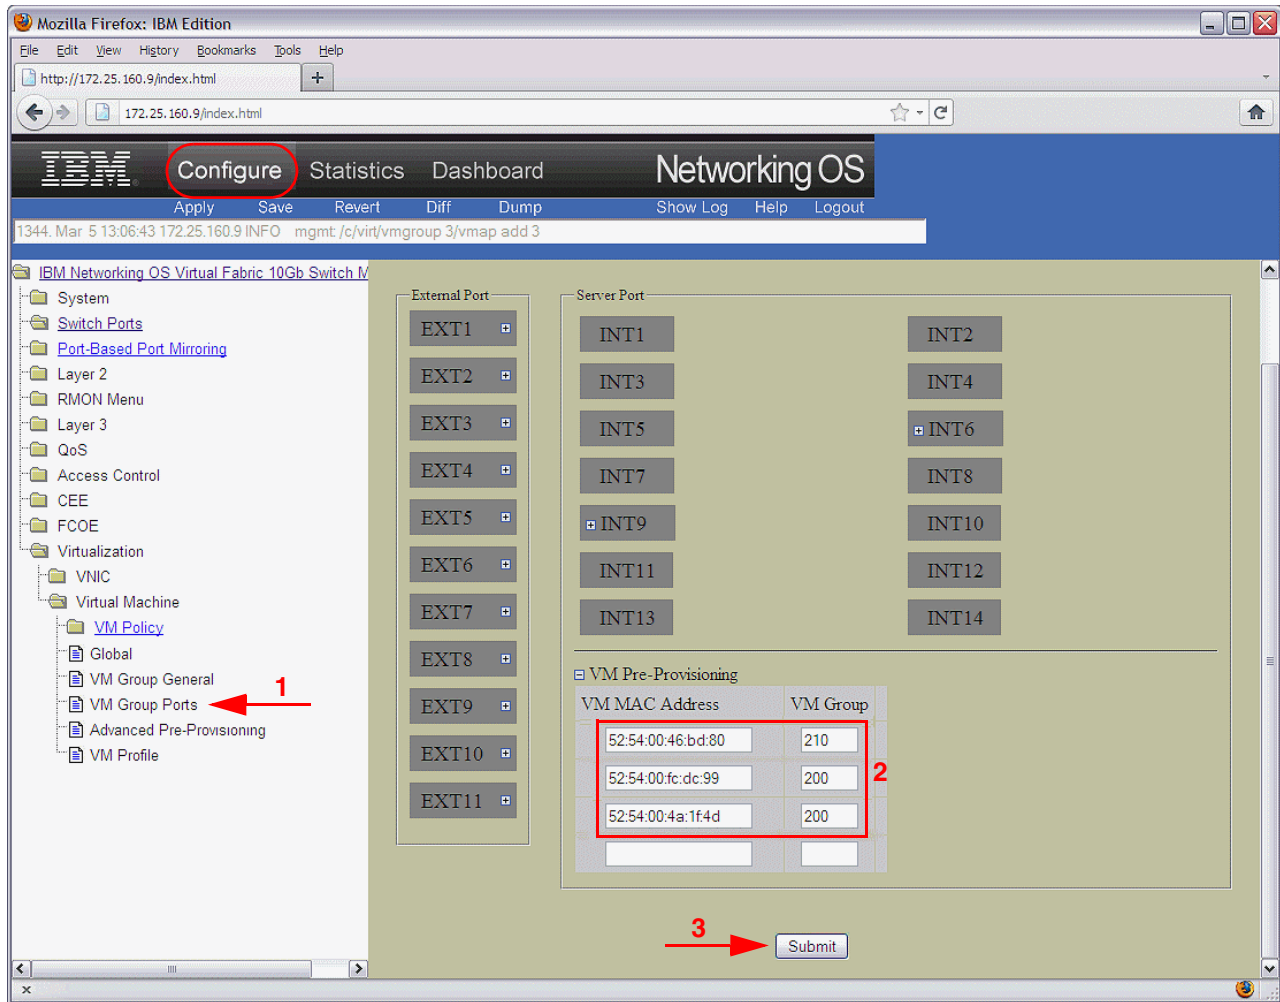 Mozilla Firefox: IBM Edition
File Edit View History Bookmarks Tools Help
http://172.25.160.9/index.html
172.25.160.9/index.html
IBM Configure Statistics Dashboard Networking OS
Apply Save Revert Diff Dump Show Log Help Logout
1344. Mar 5 13:06:43 172.25.160.9 INFO mgmt: /c/virt/vmgroup 3/vmap add 3
IBM Networking OS Virtual Fabric 10Gb Switch M
System
Switch Ports
Port-Based Port Mirroring
Layer 2
RMON Menu
Layer 3
QoS
Access Control
CEE
FCOE
Virtualization
VNIC
Virtual Machine
VM Policy
Global
VM Group General
VM Group Ports
1
Advanced Pre-Provisioning
VM Profile
External Port
EXT1
EXT2
EXT3
EXT4
EXT5
EXT6
EXT7
EXT8
EXT9
EXT10
EXT11
Server Port
INT1 INT2
INT3 INT4
INT5 INT6
INT7 INT8
INT9 INT10
INT11 INT12
INT13 INT14
VM Pre-Provisioning
VM MAC Address VM Group
52:54:00:46:bd:80 210
52:54:00:fc:dc:99 200
2
52:54:00:4a:1f:4d 200
3
Submit
x